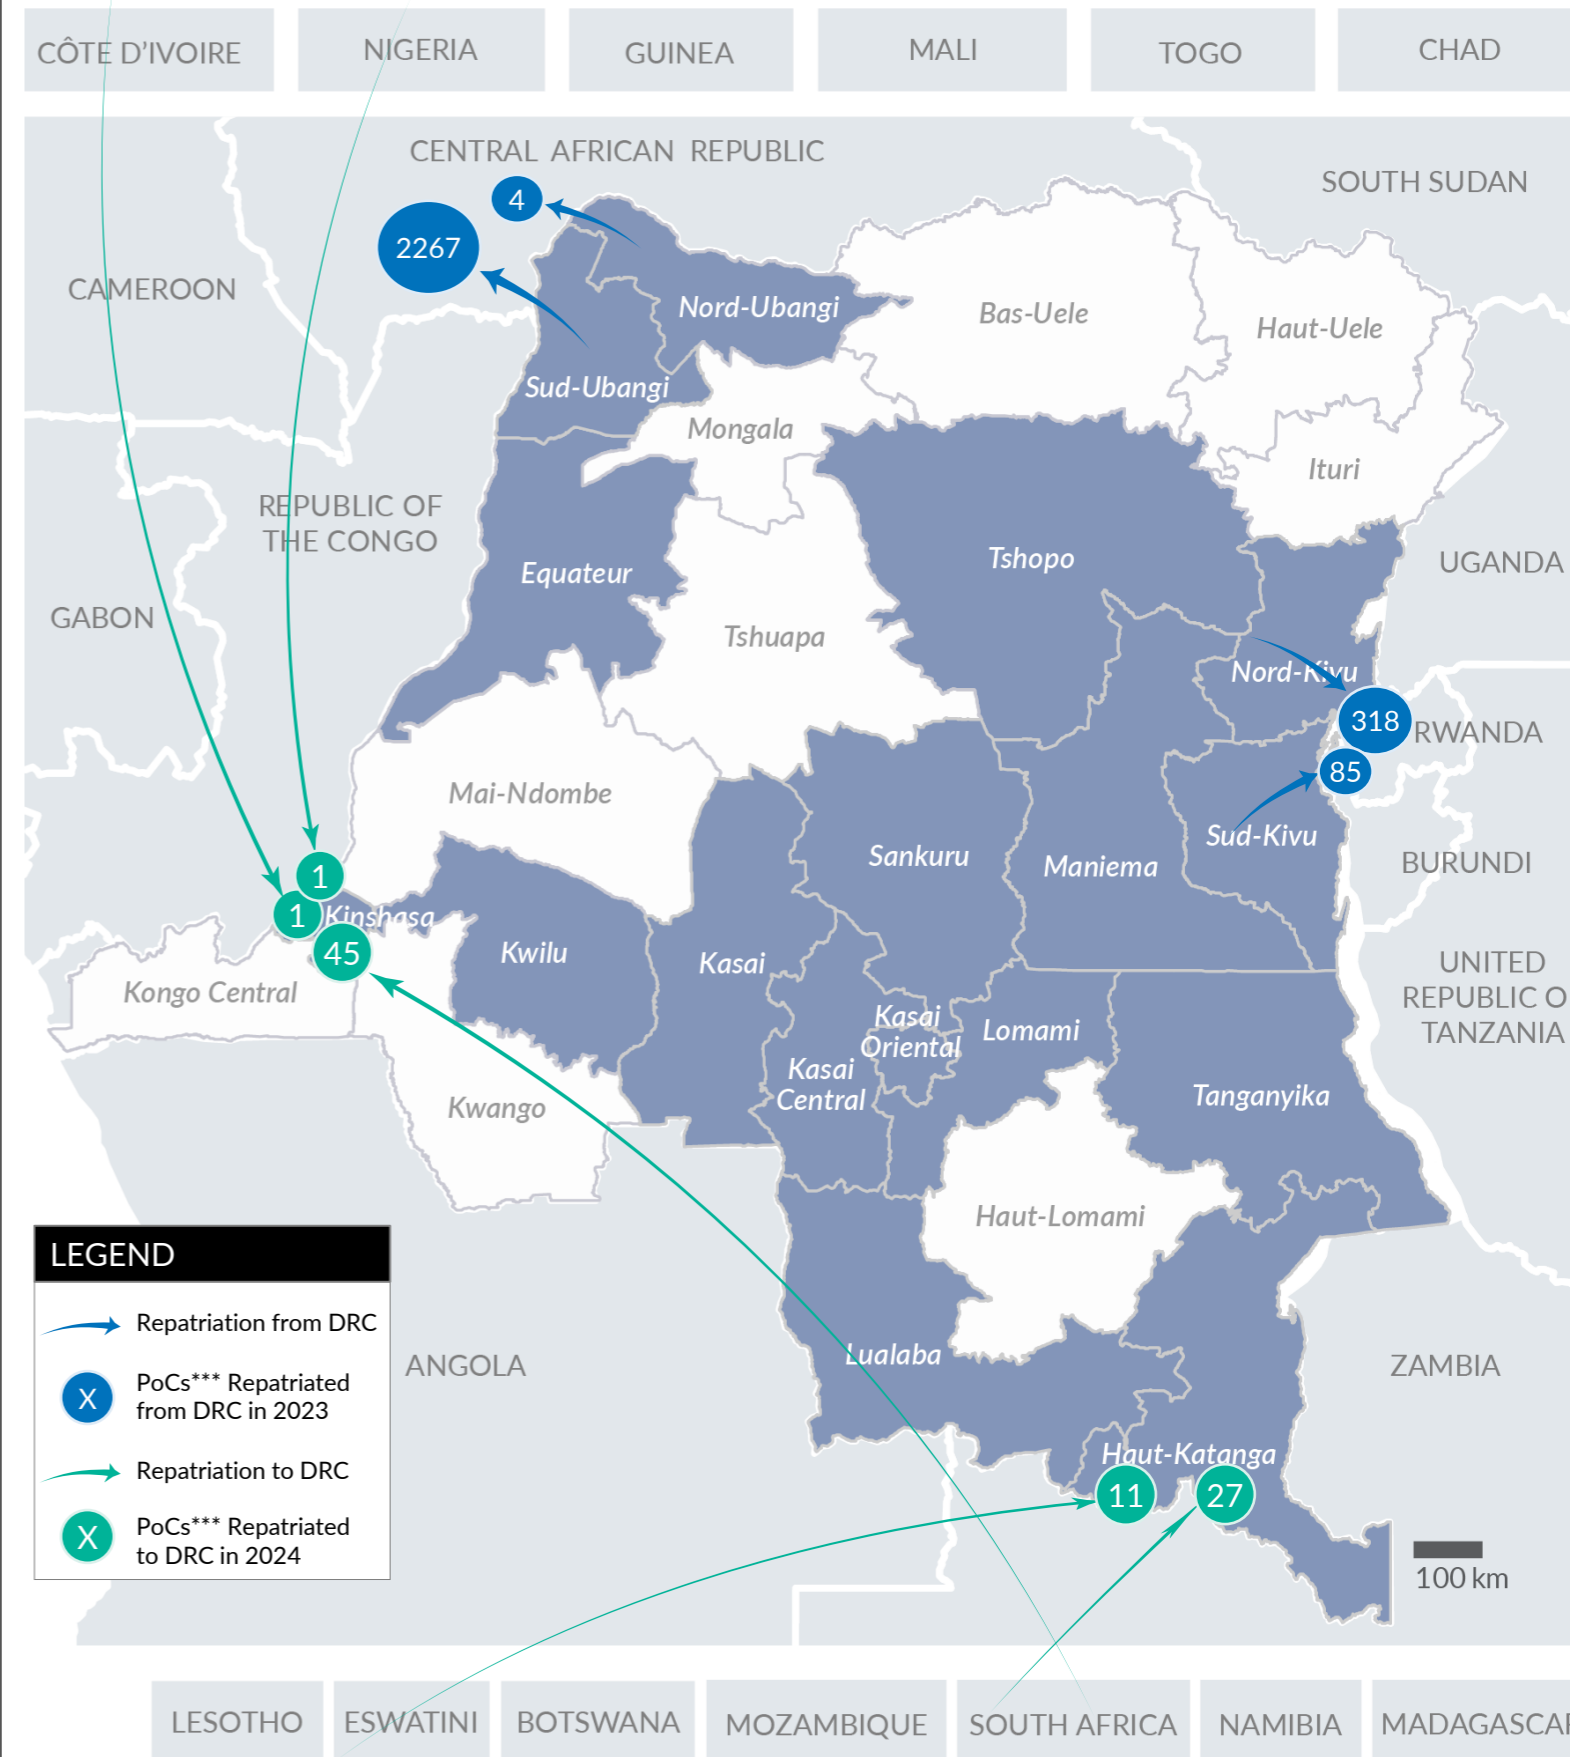 CÔTE D'IVOIRE
NIGERIA
GUINEA
MALI
TOGO
CHAD
CENTRAL AFRICAN REPUBLIC
SOUTH SUDAN
4
2267
CAMEROON
Nord-Ubangi
Bas-Uele
Haut-Uele
Sud-Ubangi
Mongala
Ituri
REPUBLIC OF
THE CONGO
Equateur
Tshopo
UGANDA
GABON
Tshuapa
Nord-Kivu
318
RWANDA
85
Mai-Ndombe
Sud-Kivu
Sankuru
Maniema
BURUNDI
1
1
Kinshasa
45
Kwilu
Kasai
Kongo Central
UNITED
REPUBLIC O
TANZANIA
Kasai
Oriental
Lomami
Kasai
Central
Tanganyika
Kwango
Haut-Lomami
LEGEND
Repatriation from DRC
X
PoCs*** Repatriated
from DRC in 2023
Repatriation to DRC
X
PoCs*** Repatriated
to DRC in 2024
ANGOLA
Lualaba
ZAMBIA
Haut-Katanga
11
27
100 km
LESOTHO
ESWATINI
BOTSWANA
MOZAMBIQUE
SOUTH AFRICA
NAMIBIA
MADAGASCAR